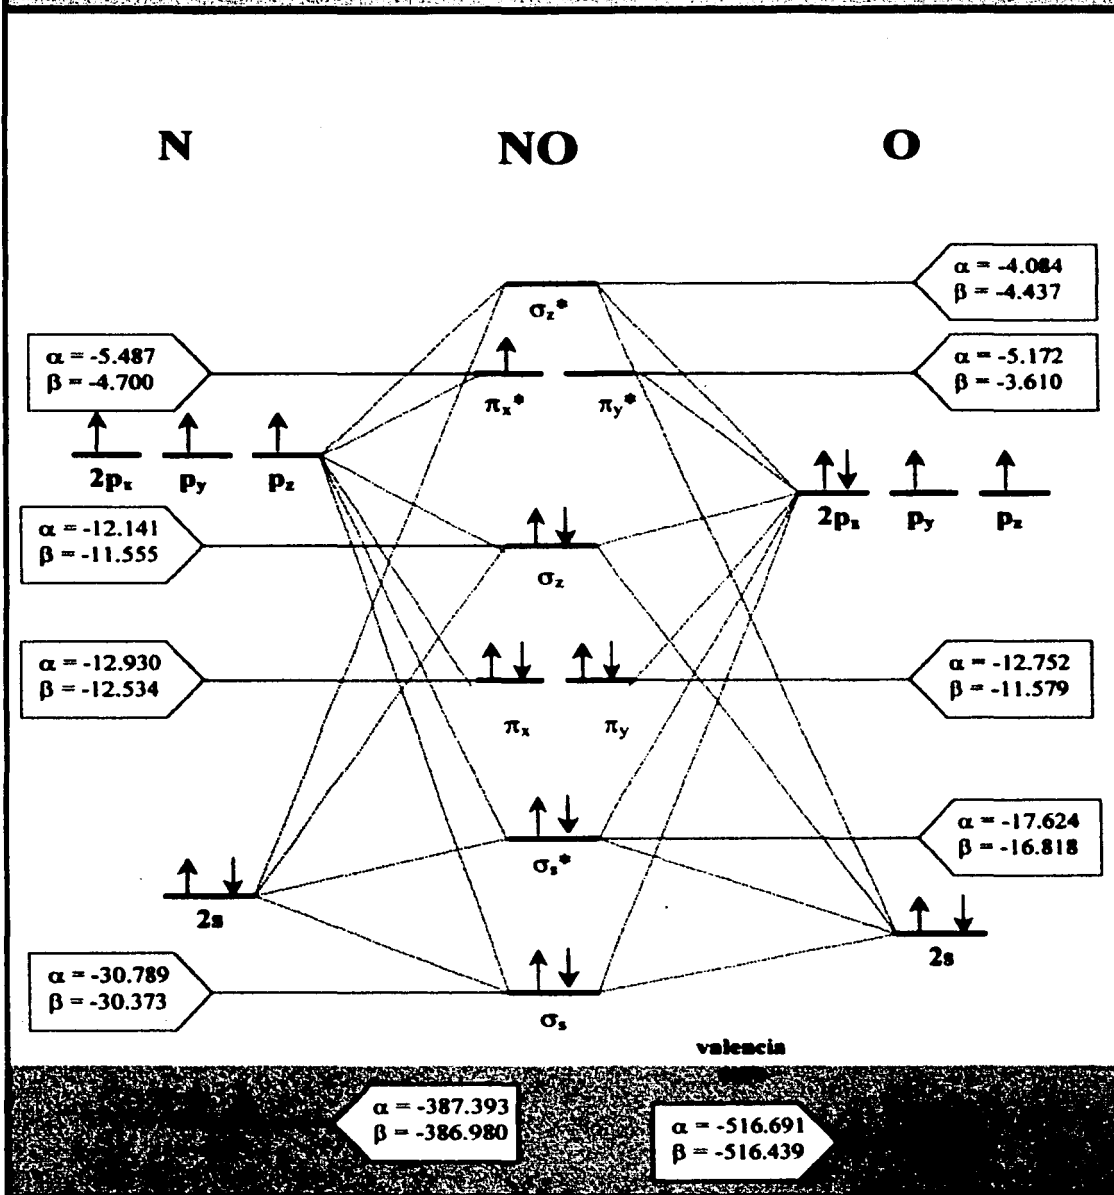 N NO O
α = -4.084
β = -4.437
σz*
α = -5.487
β = -4.700
α = -5.172
β = -3.610
πx* πy*
2px py pz
2px py pz
α = -12.141
β = -11.555
σz
α = -12.930
β = -12.534
α = -12.752
β = -11.579
πx πy
α = -17.624
β = -16.818
σs*
2s
2s
α = -30.789
β = -30.373
σs
valencia
α = -387.393
β = -386.980
α = -516.691
β = -516.439